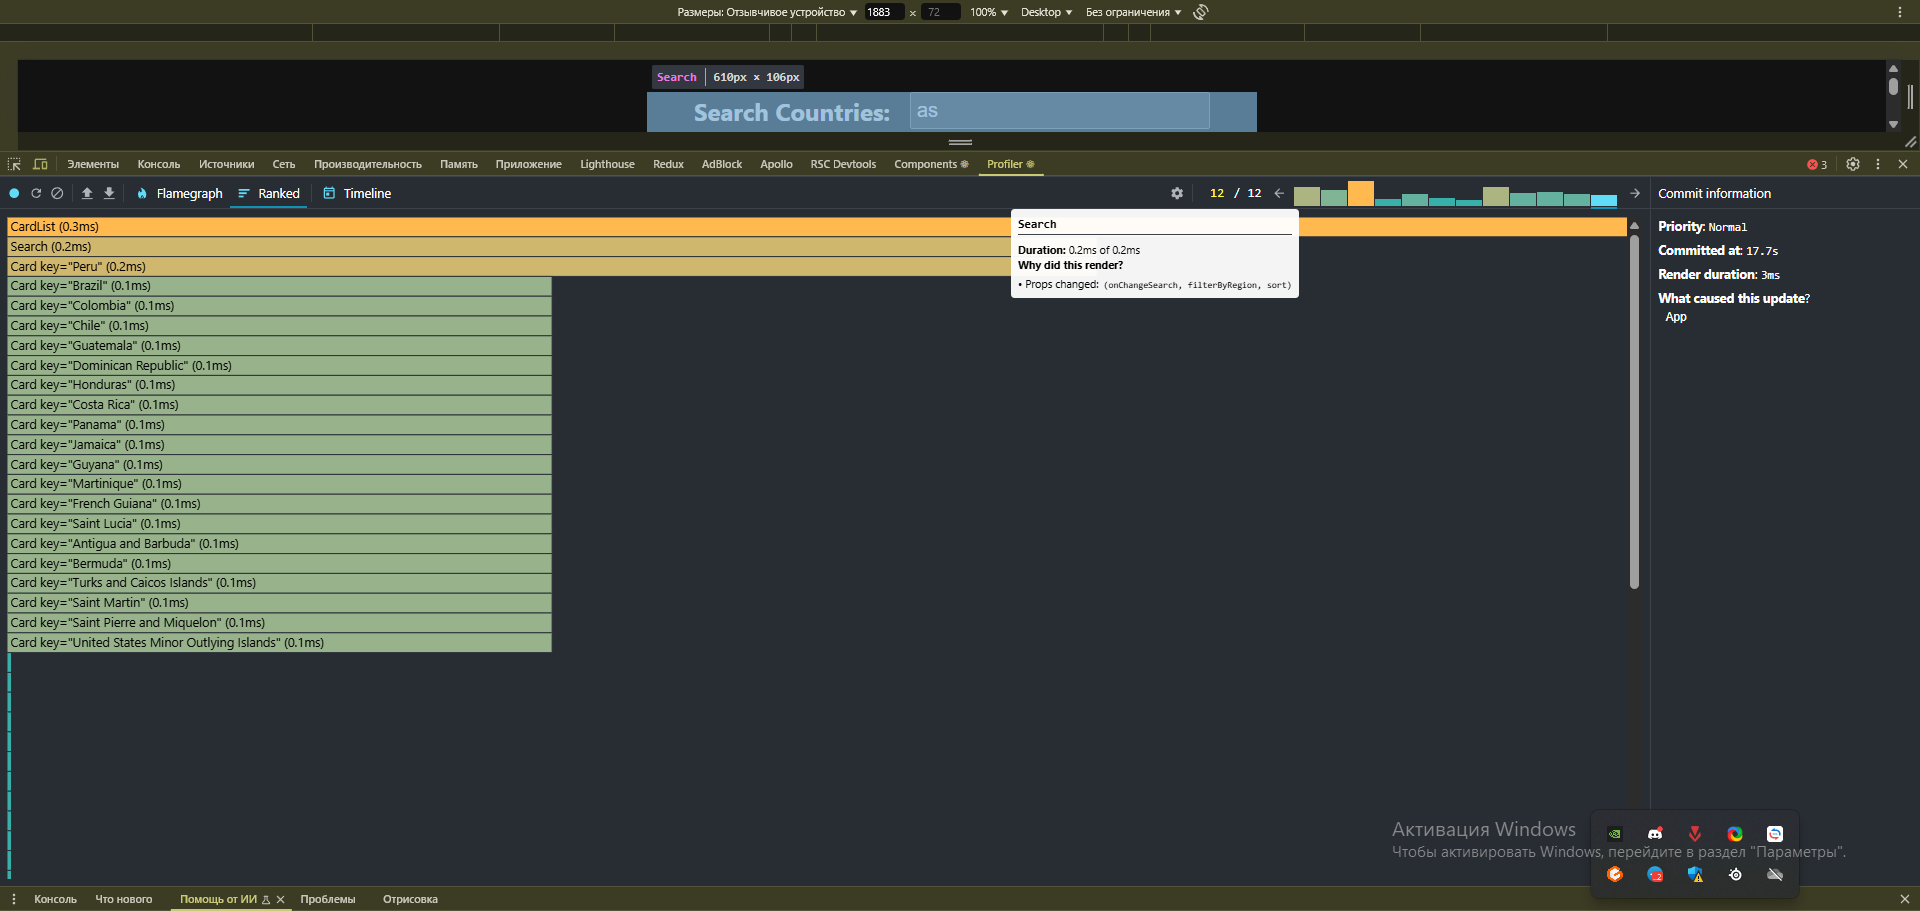 Размеры: Отзывчивое устройство ▼ 1883 × 72 100% ▼ Desktop ▼ Без ограничения ▼
Search 610px × 106px
Search Countries: as
Элементы Консоль Источники Сеть Производительность Память Приложение Lighthouse Redux AdBlock Apollo RSC Devtools Components Profiler 3
Flamegraph Ranked Timeline 12 / 12 Commit information
CardList (0.3ms)
Search (0.2ms)
Card key="Peru" (0.2ms)
Card key="Brazil" (0.1ms)
Card key="Colombia" (0.1ms)
Card key="Chile" (0.1ms)
Card key="Guatemala" (0.1ms)
Card key="Dominican Republic" (0.1ms)
Card key="Honduras" (0.1ms)
Card key="Costa Rica" (0.1ms)
Card key="Panama" (0.1ms)
Card key="Jamaica" (0.1ms)
Card key="Guyana" (0.1ms)
Card key="Martinique" (0.1ms)
Card key="French Guiana" (0.1ms)
Card key="Saint Lucia" (0.1ms)
Card key="Antigua and Barbuda" (0.1ms)
Card key="Bermuda" (0.1ms)
Card key="Turks and Caicos Islands" (0.1ms)
Card key="Saint Martin" (0.1ms)
Card key="Saint Pierre and Miquelon" (0.1ms)
Card key="United States Minor Outlying Islands" (0.1ms)
Search
Duration: 0.2ms of 0.2ms
Why did this render?
• Props changed: (onChangeSearch, filterByRegion, sort)
Priority: Normal
Committed at: 17.7s
Render duration: 3ms
What caused this update?
App
Активация Windows
Чтобы активировать Windows, перейдите в раздел "Параметры".
Консоль Что нового Помощь от ИИ Проблемы Отрисовка